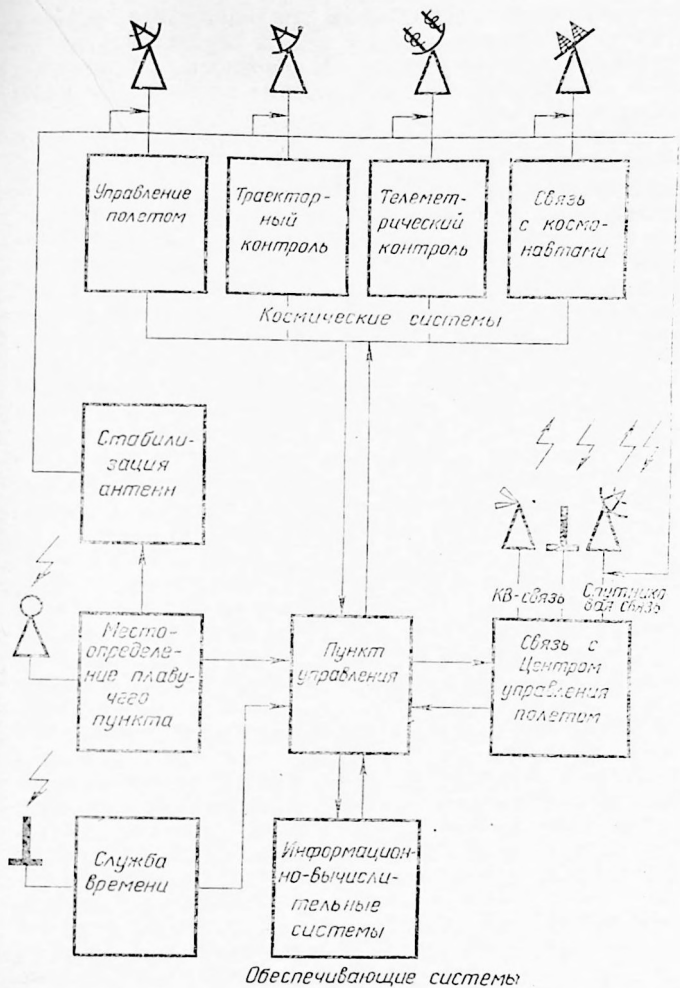 Управление
полетом
Траектор-
ный
контроль
Телемет-
рический
контроль
Связь
с космо-
навтами
Космические системы
Стабили-
зация
антенн
КВ-связь
Спутнико
вая связь
Место-
определе-
ние плаву-
чего
пункта
Пункт
управления
Связь с
Центром
управления
полетом
Служба
времени
Информацион-
но-вычисли-
тельные
системы
Обеспечивающие системы